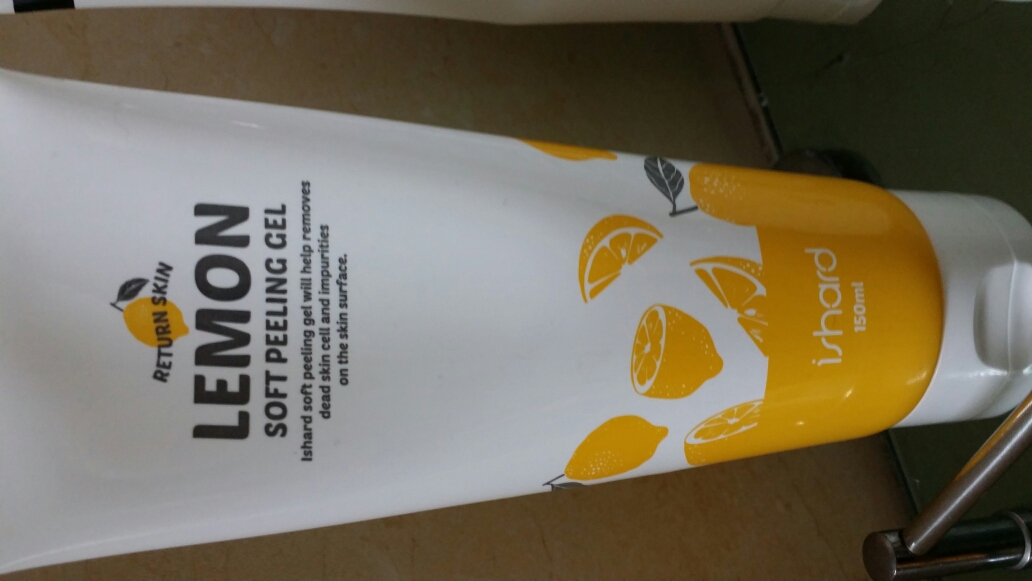 RETURN SKIN
LEMON
SOFT PEELING GEL
Ishard soft peeling gel will help removes
dead skin cell and impurities
on the skin surface.
ishard
150ml